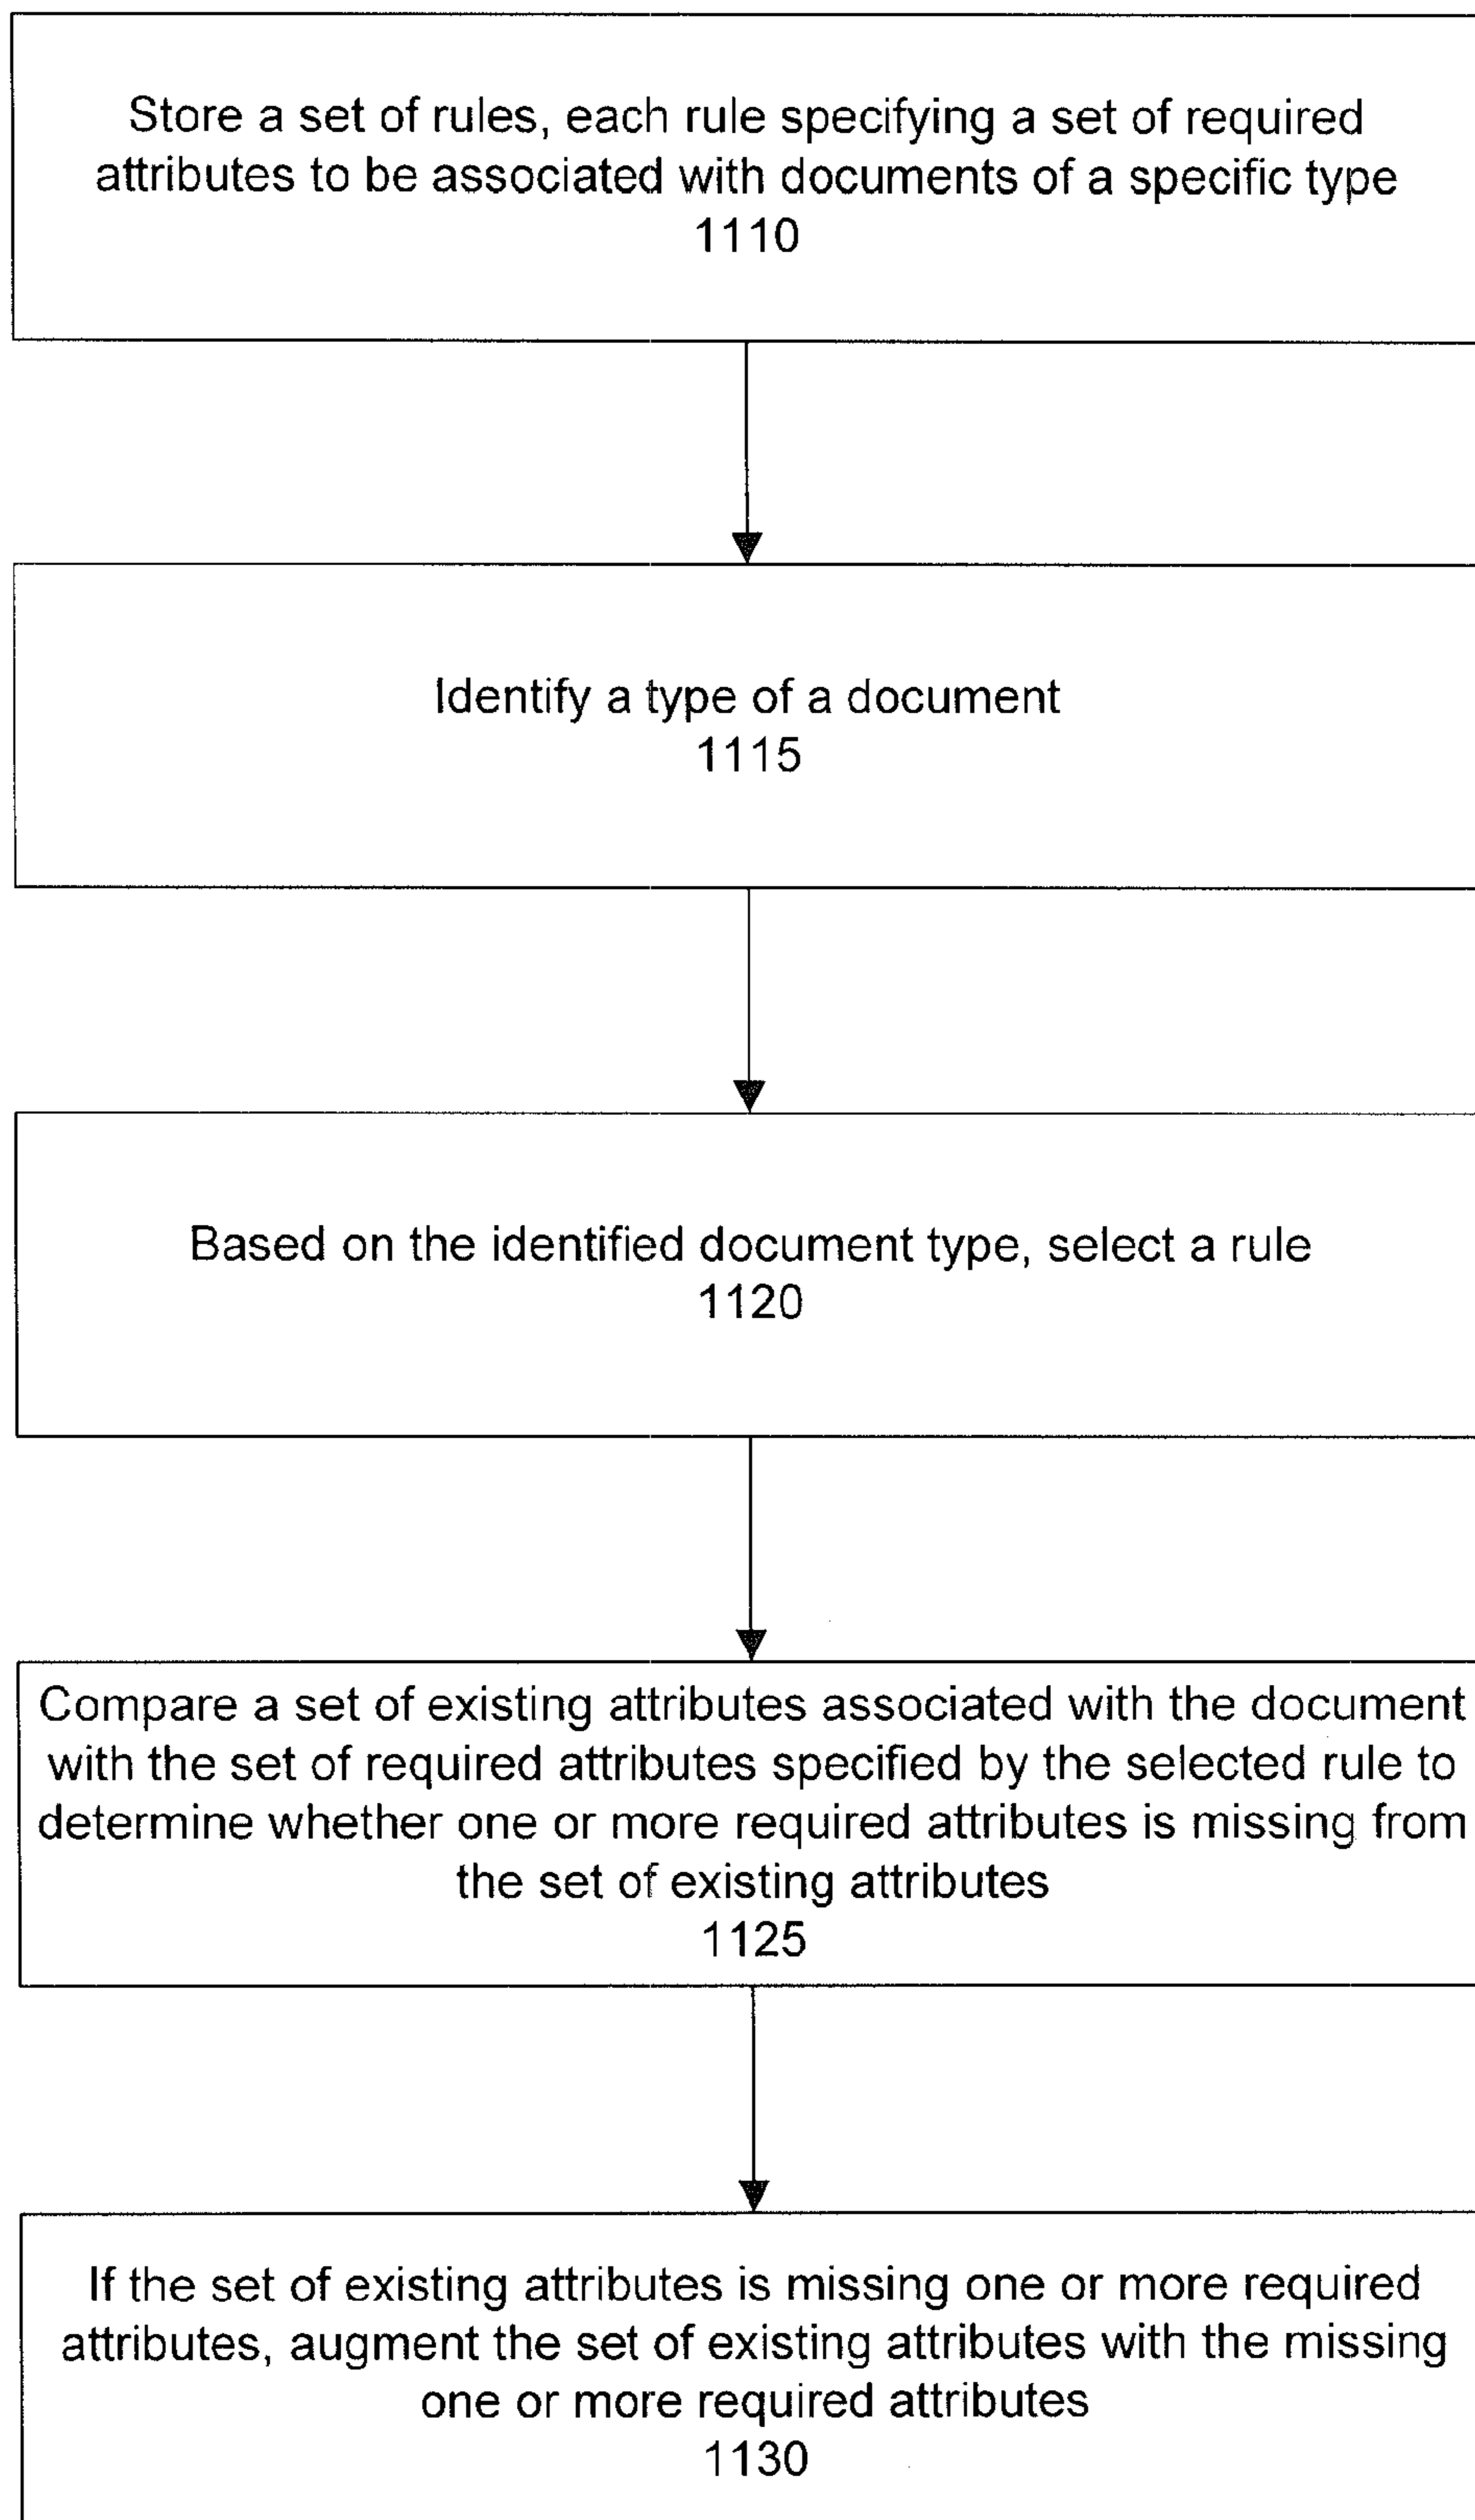 Store a set of rules, each rule specifying a set of required
attributes to be associated with documents of a specific type
1110
Identify a type of a document
1115
Based on the identified document type, select a rule
1120
Compare a set of existing attributes associated with the document
with the set of required attributes specified by the selected rule to
determine whether one or more required attributes is missing from
the set of existing attributes
1125
If the set of existing attributes is missing one or more required
attributes, augment the set of existing attributes with the missing
one or more required attributes
1130